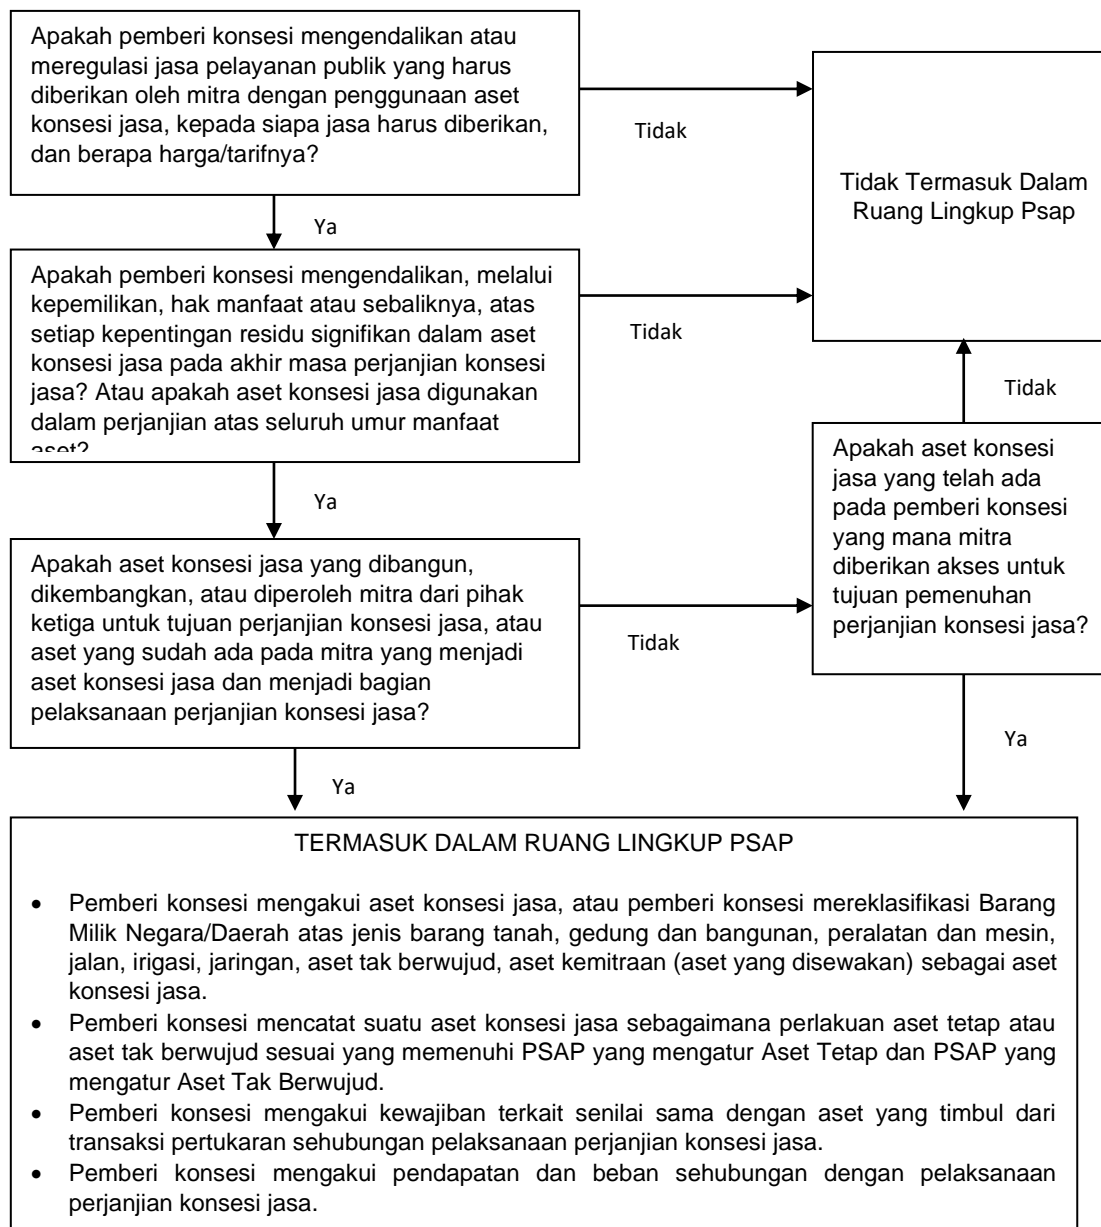 Apakah pemberi konsesi mengendalikan atau
meregulasi jasa pelayanan publik yang harus
diberikan oleh mitra dengan penggunaan aset
konsesi jasa, kepada siapa jasa harus diberikan,
dan berapa harga/tarifnya?
Tidak
Tidak Termasuk Dalam
Ruang Lingkup Psap
Ya
Apakah pemberi konsesi mengendalikan, melalui
kepemilikan, hak manfaat atau sebaliknya, atas
setiap kepentingan residu signifikan dalam aset
konsesi jasa pada akhir masa perjanjian konsesi
jasa? Atau apakah aset konsesi jasa digunakan
dalam perjanjian atas seluruh umur manfaat
aset?
Tidak
Tidak
Ya
Apakah aset konsesi
jasa yang telah ada
pada pemberi konsesi
yang mana mitra
diberikan akses untuk
tujuan pemenuhan
perjanjian konsesi jasa?
Apakah aset konsesi jasa yang dibangun,
dikembangkan, atau diperoleh mitra dari pihak
ketiga untuk tujuan perjanjian konsesi jasa, atau
aset yang sudah ada pada mitra yang menjadi
aset konsesi jasa dan menjadi bagian
pelaksanaan perjanjian konsesi jasa?
Tidak
Ya
Ya
TERMASUK DALAM RUANG LINGKUP PSAP
• Pemberi konsesi mengakui aset konsesi jasa, atau pemberi konsesi mereklasifikasi Barang
Milik Negara/Daerah atas jenis barang tanah, gedung dan bangunan, peralatan dan mesin,
jalan, irigasi, jaringan, aset tak berwujud, aset kemitraan (aset yang disewakan) sebagai aset
konsesi jasa.
• Pemberi konsesi mencatat suatu aset konsesi jasa sebagaimana perlakuan aset tetap atau
aset tak berwujud sesuai yang memenuhi PSAP yang mengatur Aset Tetap dan PSAP yang
mengatur Aset Tak Berwujud.
• Pemberi konsesi mengakui kewajiban terkait senilai sama dengan aset yang timbul dari
transaksi pertukaran sehubungan pelaksanaan perjanjian konsesi jasa.
• Pemberi konsesi mengakui pendapatan dan beban sehubungan dengan pelaksanaan
perjanjian konsesi jasa.